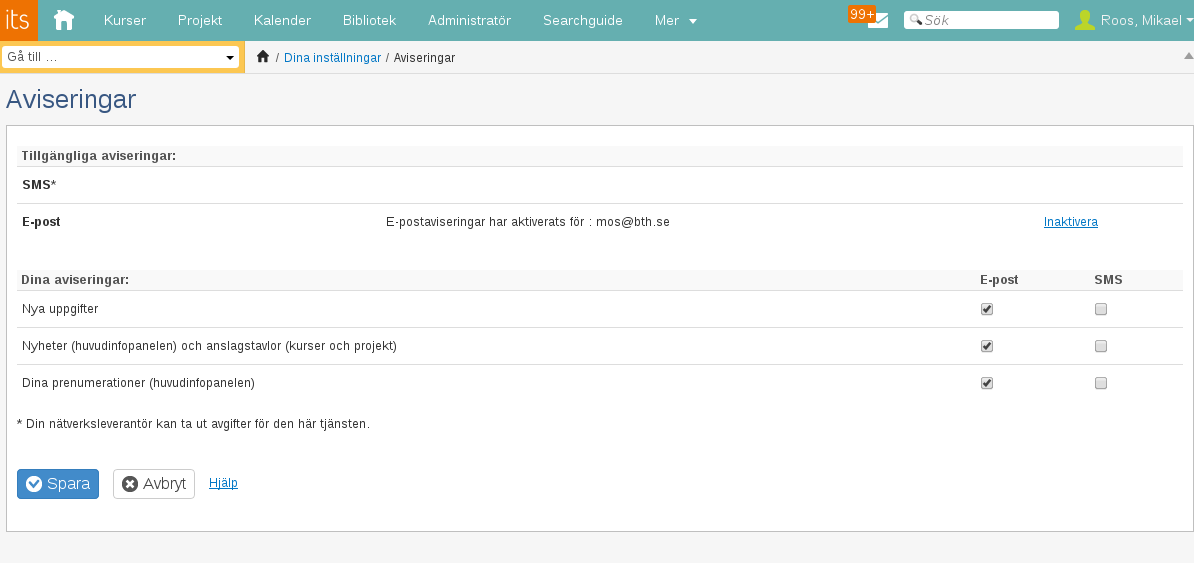 its Kurser Projekt Kalender Bibliotek Administratör Searchguide Mer 99+ Sök Roos, Mikael
Gå till ... / Dina inställningar / Aviseringar
Aviseringar
Tillgängliga aviseringar:
SMS*
E-post E-postaviseringar har aktiverats för : mos@bth.se Inaktivera
Dina aviseringar: E-post SMS
Nya uppgifter
Nyheter (huvudinfopanelen) och anslagstavlor (kurser och projekt)
Dina prenumerationer (huvudinfopanelen)
* Din nätverksleverantör kan ta ut avgifter för den här tjänsten.
Spara Avbryt Hjälp